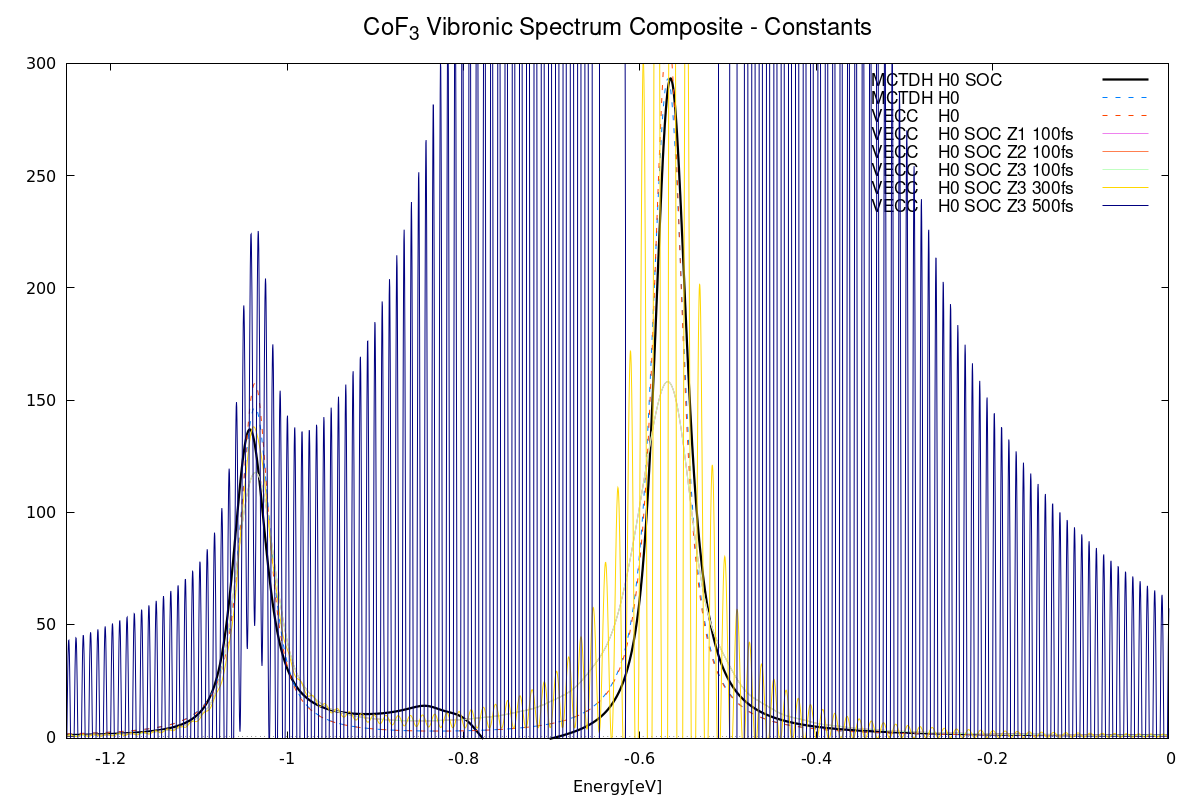 CoF3 Vibronic Spectrum Composite - Constants
300
250
200
150
100
50
0
MCTDH H0 SOC
MCTDH H0
VECC H0
VECC H0 SOC Z1 100fs
VECC H0 SOC Z2 100fs
VECC H0 SOC Z3 100fs
VECC H0 SOC Z3 300fs
VECC H0 SOC Z3 500fs
-1.2 -1 -0.8 -0.6 -0.4 -0.2 0
Energy[eV]